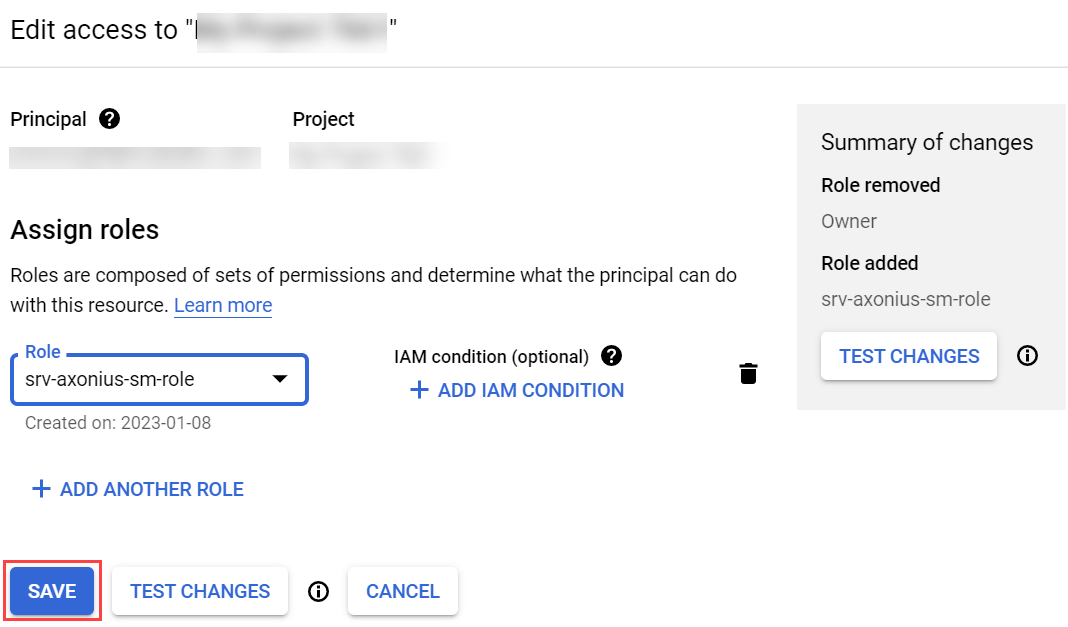 Edit access to " "
Principal
Project
Assign roles
Roles are composed of sets of permissions and determine what the principal can do
with this resource. Learn more
Role
srv-axonius-sm-role
Created on: 2023-01-08
IAM condition (optional)
+ ADD IAM CONDITION
+ ADD ANOTHER ROLE
SAVE
TEST CHANGES
CANCEL
Summary of changes
Role removed
Owner
Role added
srv-axonius-sm-role
TEST CHANGES